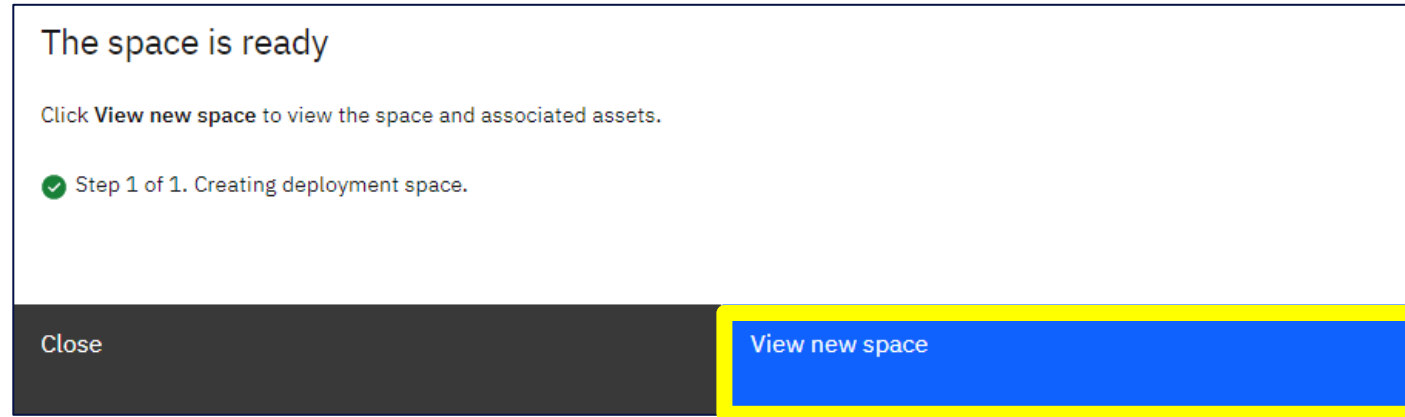 The space is ready
Click View new space to view the space and associated assets.
Step 1 of 1. Creating deployment space.
Close
View new space